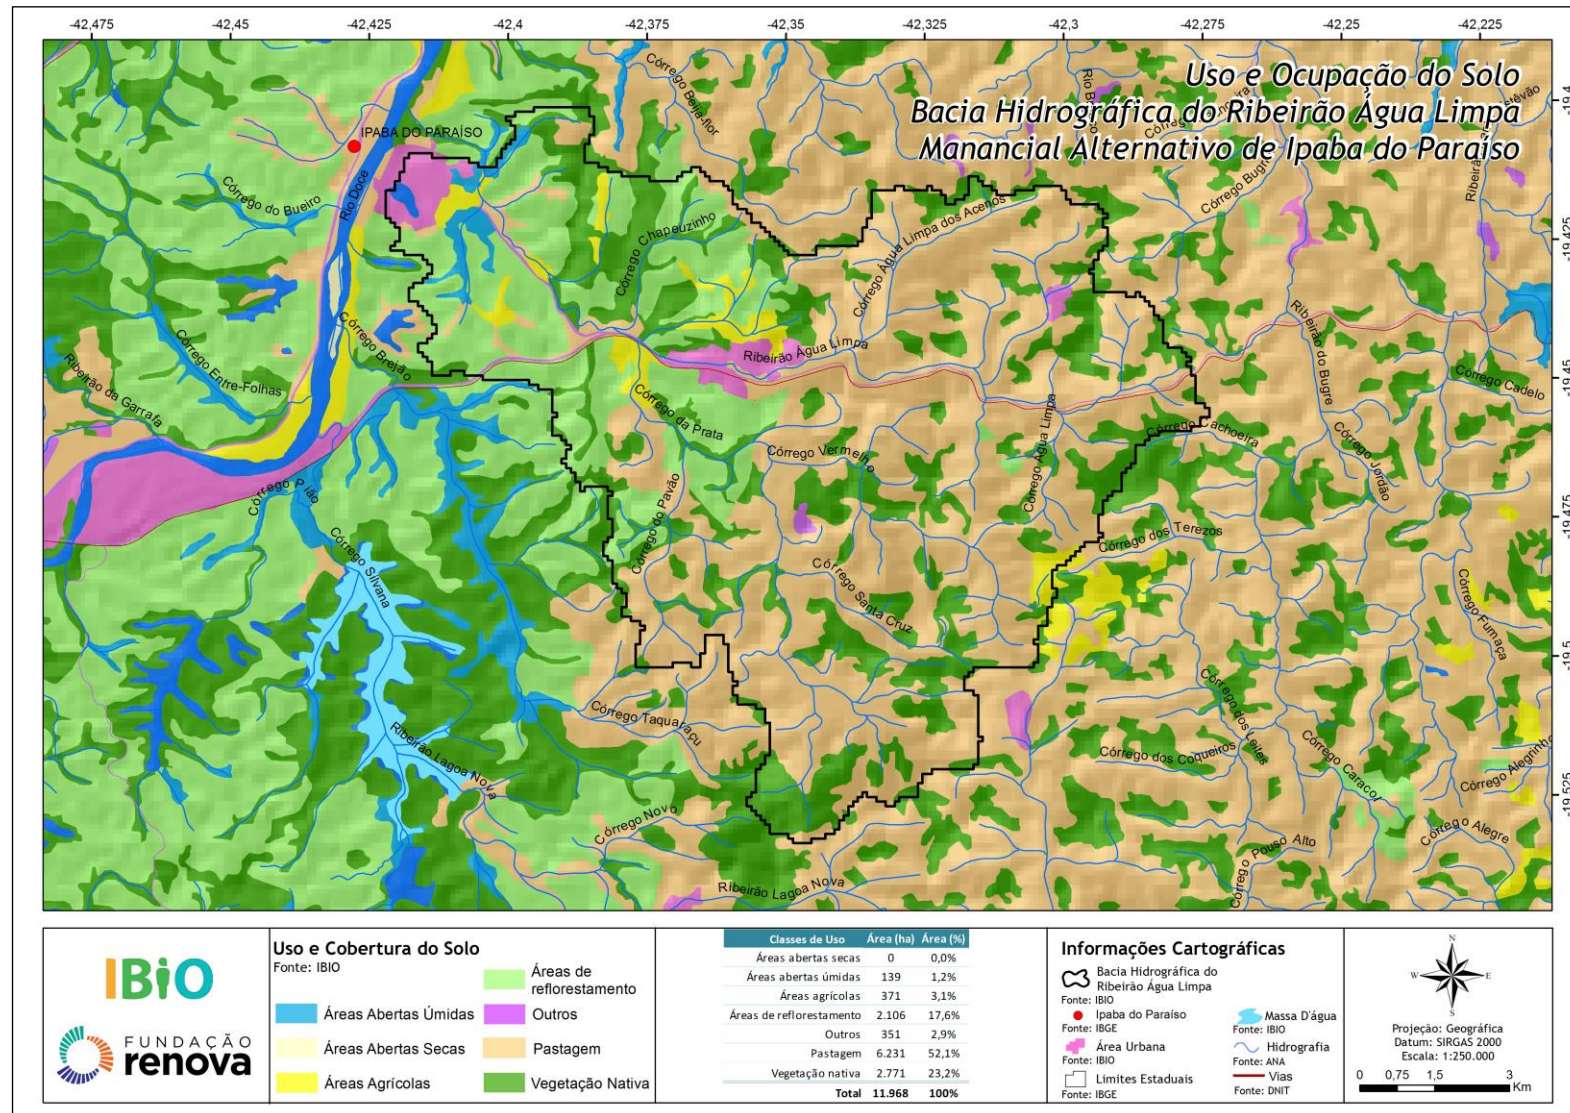 -42,475 -42,45 -42,425 -42,4 -42,375 -42,35 -42,325 -42,3 -42,275 -42,25 -42,225
Uso e Ocupação do Solo
Bacia Hidrográfica do Ribeirão Água Limpa
Manancial Alternativo de Ipaba do Paraíso
-19,4
-19,425
-19,45
-19,475
-19,5
-19,525
IPABA DO PARAÍSO
Rio Doce
Córrego do Bueiro
Córrego Beija-flor
Córrego Bugre
Córrego Chapeuzinho
Córrego Água Limpa dos Acenos
Córrego Brejão
Córrego Entre-Folhas
Ribeirão da Garrafa
Ribeirão Água Limpa
Ribeirão do Bugre
Córrego Cadelo
Córrego da Prata
Córrego Vermelho
Córrego Água Limpa
Córrego Cachoeira
Córrego Jordão
Córrego Pião
Córrego do Pavão
Córrego dos Terezos
Córrego Silvana
Córrego Santa Cruz
Córrego Fumaça
Córrego Taquaraçu
Ribeirão Lagoa Nova
Córrego dos Leites
Córrego dos Coqueiros
Córrego Caracol
Córrego Alegrinho
Córrego Novo
Córrego Pouso Alto
Córrego Alegre
Ribeirão Lagoa Nova
IBiO
FUNDAÇÃO
renova
Uso e Cobertura do Solo
Fonte: IBIO
Áreas Abertas Úmidas
Áreas Abertas Secas
Áreas Agrícolas
Áreas de
reflorestamento
Outros
Pastagem
Vegetação Nativa
Classes de Uso Área (ha) Área (%)
Áreas abertas secas 0 0,0%
Áreas abertas úmidas 139 1,2%
Áreas agrícolas 371 3,1%
Áreas de reflorestamento 2.106 17,6%
Outros 351 2,9%
Pastagem 6.231 52,1%
Vegetação nativa 2.771 23,2%
Total 11.968 100%
Informações Cartográficas
Bacia Hidrográfica do
Ribeirão Água Limpa
Fonte: IBIO
Ipaba do Paraíso
Fonte: IBGE
Área Urbana
Fonte: IBIO
Limites Estaduais
Fonte: IBGE
Massa D'água
Fonte: IBIO
Hidrografia
Fonte: ANA
Vias
Fonte: DNIT
N
W E
S
Projeção: Geográfica
Datum: SIRGAS 2000
Escala: 1:250.000
0 0,75 1,5 3
Km